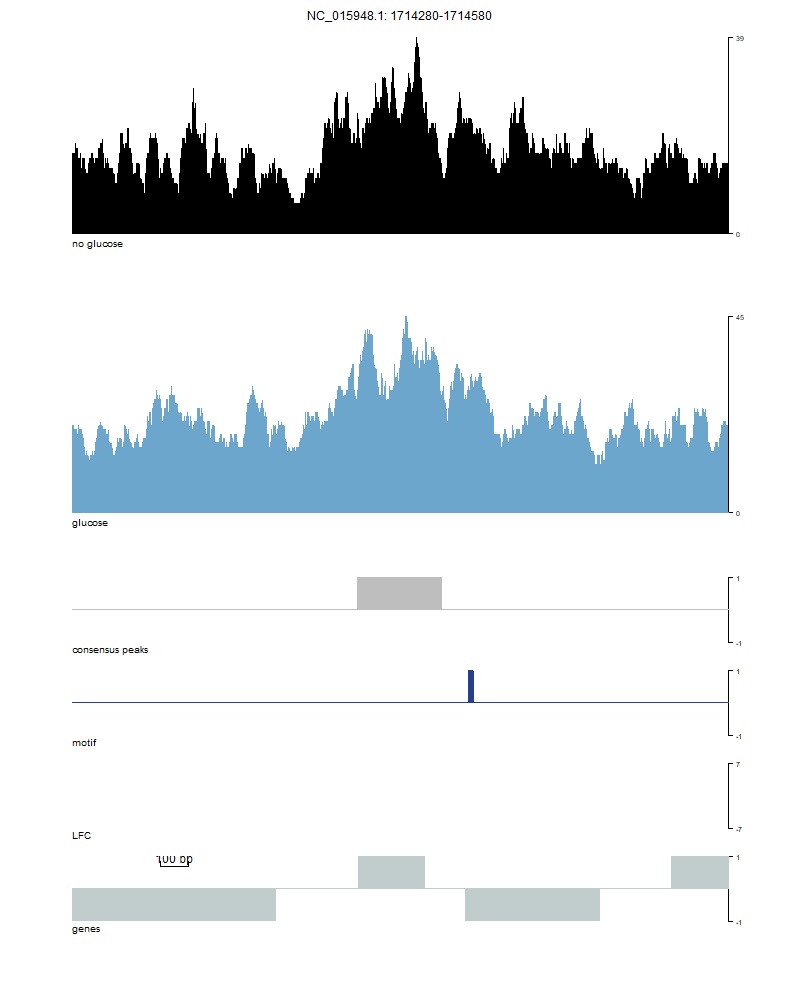 NC_015948.1: 1714280-1714580
39
0
no glucose
45
0
glucose
1
-1
consensus peaks
1
-1
motif
7
-7
LFC
100 bp
1
-1
genes